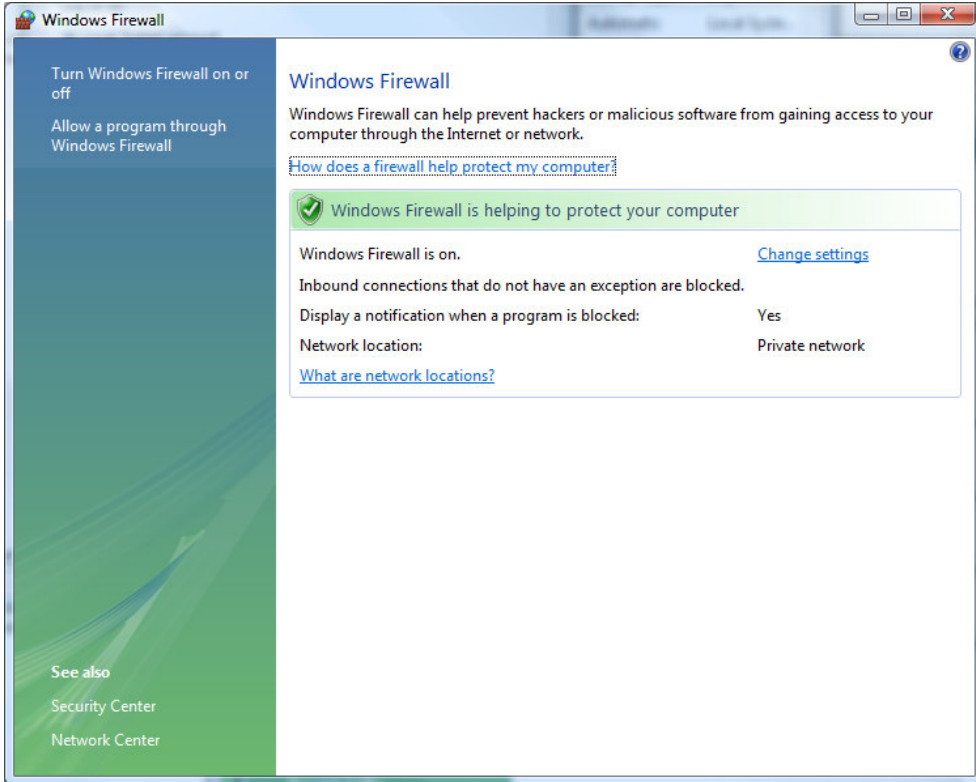 Windows Firewall
Turn Windows Firewall on or
off
Allow a program through
Windows Firewall
Windows Firewall
Windows Firewall can help prevent hackers or malicious software from gaining access to your
computer through the Internet or network.
How does a firewall help protect my computer?
Windows Firewall is helping to protect your computer
Windows Firewall is on.
Change settings
Inbound connections that do not have an exception are blocked.
Display a notification when a program is blocked:
Yes
Network location:
Private network
What are network locations?
See also
Security Center
Network Center